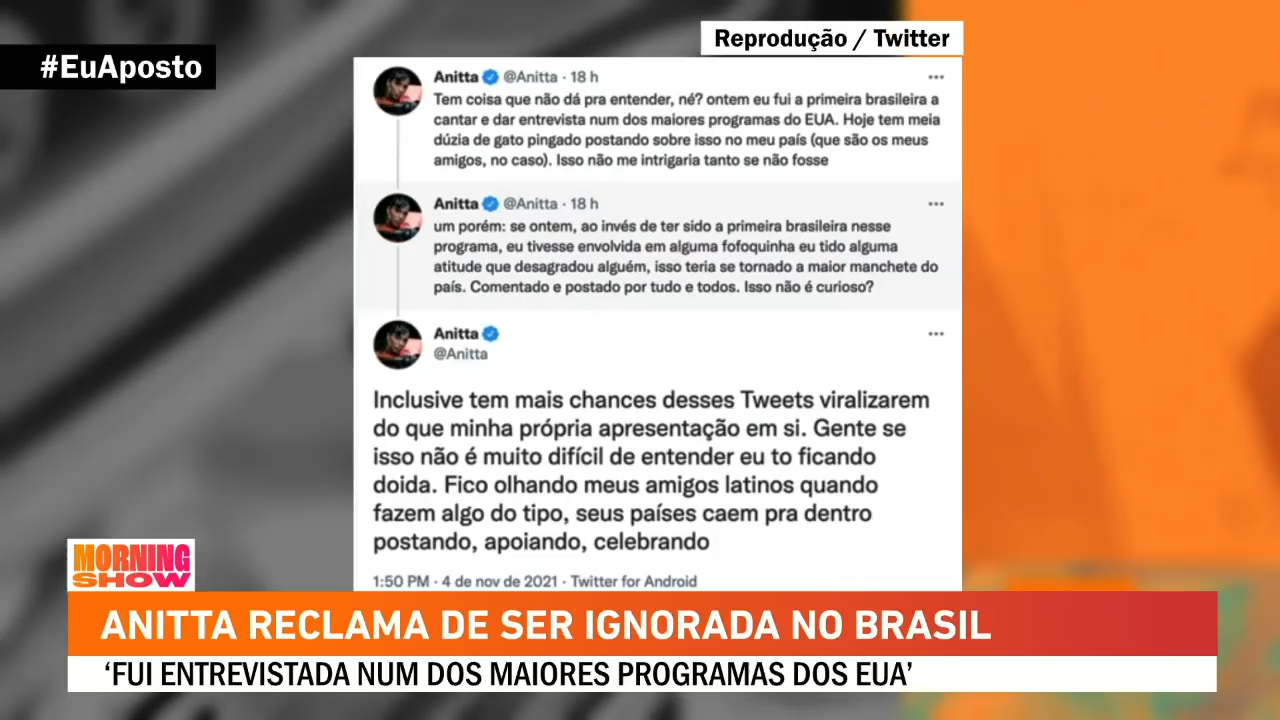 Reprodução / Twitter
#EuAposto
Anitta @Anitta · 18 h
Tem coisa que não dá pra entender, né? ontem eu fui a primeira brasileira a
cantar e dar entrevista num dos maiores programas do EUA. Hoje tem meia
dúzia de gato pingado postando sobre isso no meu país (que são os meus
amigos, no caso). Isso não me intrigaria tanto se não fosse
Anitta @Anitta · 18 h
um porém: se ontem, ao invés de ter sido a primeira brasileira nesse
programa, eu tivesse envolvida em alguma fofoquinha eu tido alguma
atitude que desagradou alguém, isso teria se tornado a maior manchete do
país. Comentado e postado por tudo e todos. Isso não é curioso?
Anitta
@Anitta
Inclusive tem mais chances desses Tweets viralizarem
do que minha própria apresentação em si. Gente se
isso não é muito difícil de entender eu to ficando
doida. Fico olhando meus amigos latinos quando
fazem algo do tipo, seus países caem pra dentro
postando, apoiando, celebrando
1:50 PM · 4 de nov de 2021 · Twitter for Android
MORNING
SHOW
ANITTA RECLAMA DE SER IGNORADA NO BRASIL
‘FUI ENTREVISTADA NUM DOS MAIORES PROGRAMAS DOS EUA’